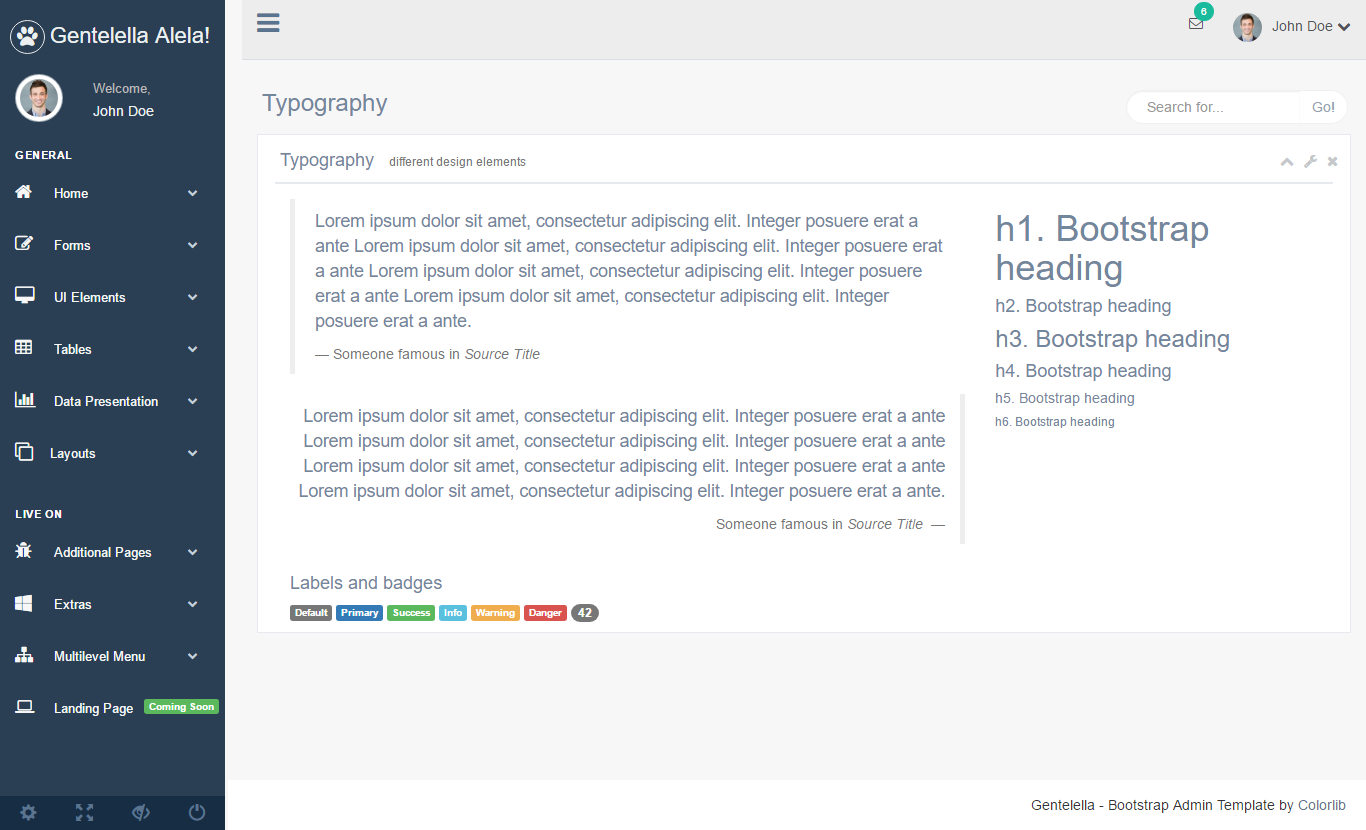 Gentelella Alela!
Welcome,
John Doe
GENERAL
Home
Forms
UI Elements
Tables
Data Presentation
Layouts
LIVE ON
Additional Pages
Extras
Multilevel Menu
Landing Page Coming Soon
6
John Doe
Typography
Search for... Go!
Typography different design elements
Lorem ipsum dolor sit amet, consectetur adipiscing elit. Integer posuere erat a
ante Lorem ipsum dolor sit amet, consectetur adipiscing elit. Integer posuere erat
a ante Lorem ipsum dolor sit amet, consectetur adipiscing elit. Integer posuere
erat a ante Lorem ipsum dolor sit amet, consectetur adipiscing elit. Integer
posuere erat a ante.
— Someone famous in Source Title
Lorem ipsum dolor sit amet, consectetur adipiscing elit. Integer posuere erat a ante
Lorem ipsum dolor sit amet, consectetur adipiscing elit. Integer posuere erat a ante
Lorem ipsum dolor sit amet, consectetur adipiscing elit. Integer posuere erat a ante
Lorem ipsum dolor sit amet, consectetur adipiscing elit. Integer posuere erat a ante.
Someone famous in Source Title —
h1. Bootstrap
heading
h2. Bootstrap heading
h3. Bootstrap heading
h4. Bootstrap heading
h5. Bootstrap heading
h6. Bootstrap heading
Labels and badges
Default Primary Success Info Warning Danger 42
Gentelella - Bootstrap Admin Template by Colorlib